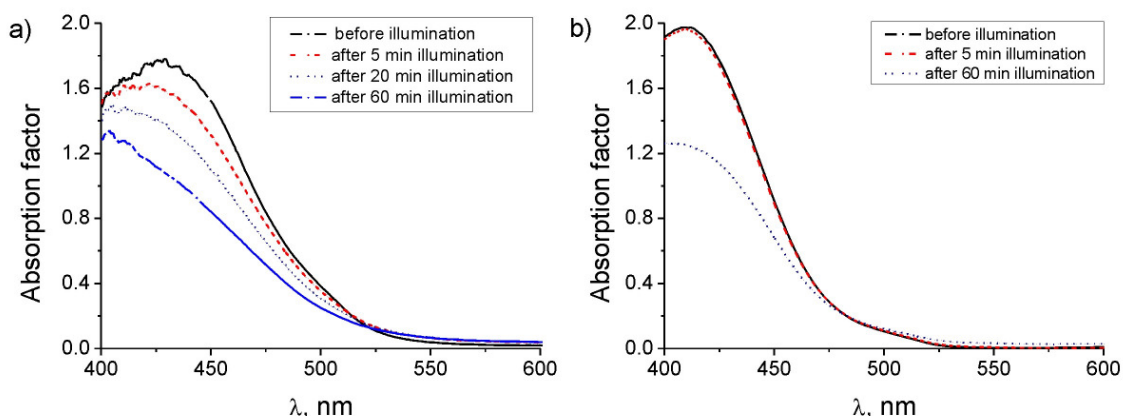 a)
Absorption factor
2.0
1.6
1.2
0.8
0.4
0.0
before illumination
after 5 min illumination
after 20 min illumination
after 60 min illumination
400 450 500 550 600
λ, nm
b)
Absorption factor
2.0
1.6
1.2
0.8
0.4
0.0
before illumination
after 5 min illumination
after 60 min illumination
400 450 500 550 600
λ, nm